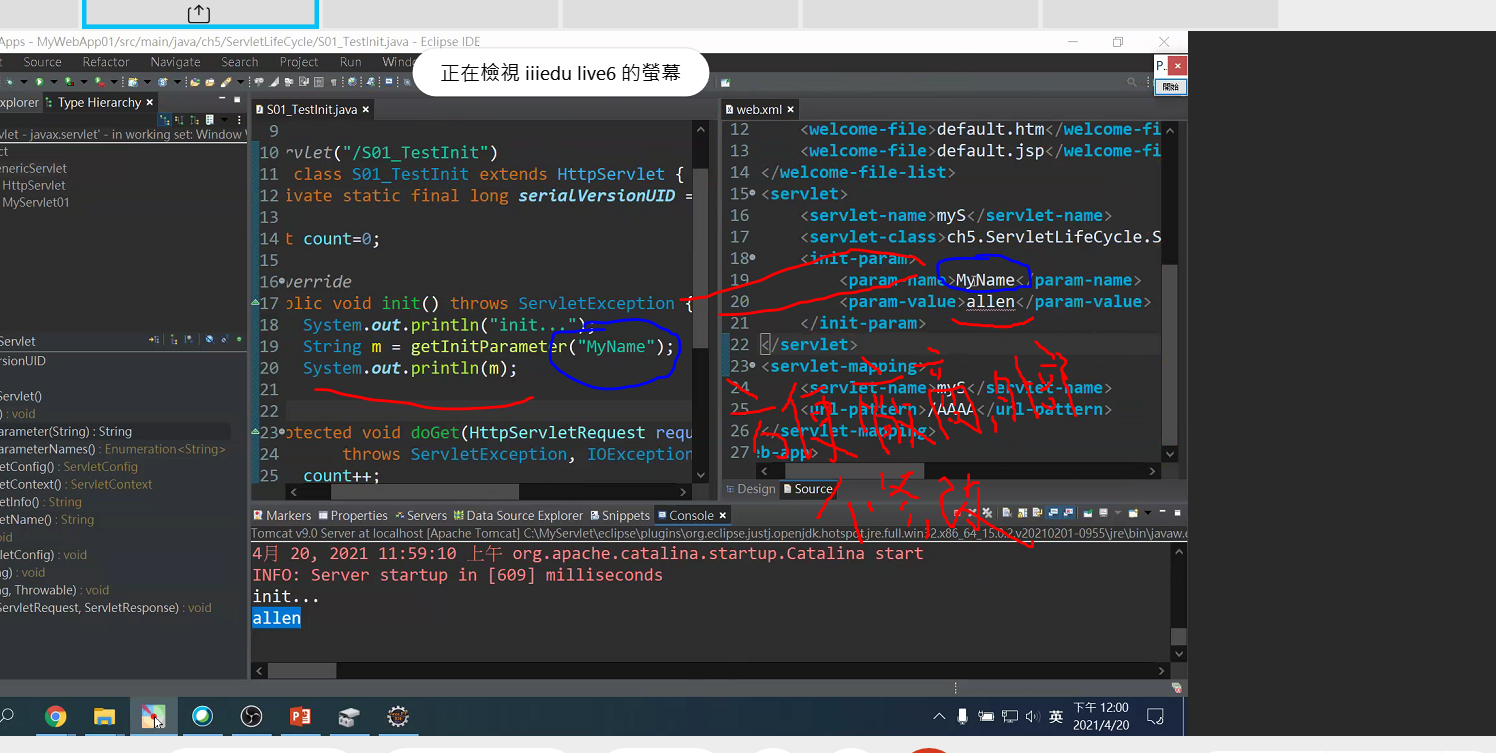 Apps - MyWebApp01/src/main/java/ch5/ServletLifeCycle/S01_TestInit.java - Eclipse IDE
Source Refactor Navigate Search Project Run Windo
正在檢視 iiiedu live6 的螢幕
P..
開始
xplorer Type Hierarchy
vlet - javax.servlet' - in working set: Window W
ct
enericServlet
HttpServlet
MyServlet01
Servlet
rsionUID
Servlet()
) : void
arameter(String) : String
arameterNames() : Enumeration<String>
etConfig() : ServletConfig
etContext() : ServletContext
etInfo() : String
etName() : String
oid
letConfig) : void
ng) : void
g, Throwable) : void
ServletRequest, ServletResponse) : void
S01_TestInit.java
9
10 rvlet("/S01_TestInit")
11 class S01_TestInit extends HttpServlet {
12 ivate static final long serialVersionUID =
13
14 t count=0;
15
16 verride
17 blic void init() throws ServletException {
18 System.out.println("init...");
19 String m = getInitParameter("MyName");
20 System.out.println(m);
21
22
23 otected void doGet(HttpServletRequest requ
24 throws ServletException, IOException
25 count++;
web.xml
12 <welcome-file>default.htm</welcome-fi
13 <welcome-file>default.jsp</welcome-fi
14 </welcome-file-list>
15 <servlet>
16 <servlet-name>myS</servlet-name>
17 <servlet-class>ch5.ServletLifeCycle.S
18 <init-param>
19 <param-name>MyName</param-name>
20 <param-value>allen</param-value>
21 </init-param>
22 </servlet>
23 <servlet-mapping>
24 <servlet-name>myS</servlet-name>
25 <url-pattern>/AAAA</url-pattern>
26 </servlet-mapping>
27 eb-app>
Design Source
Markers Properties Servers Data Source Explorer Snippets Console
Tomcat v9.0 Server at localhost [Apache Tomcat] C:\MyServlet\eclipse\plugins\org.eclipse.justj.openjdk.hotspot.jre.full.win32.x86_64_15.0.2.v20210201-0955\jre\bin\javaw.e
4月 20, 2021 11:59:10 上午 org.apache.catalina.startup.Catalina start
INFO: Server startup in [609] milliseconds
init...
allen
英
下午 12:00
2021/4/20